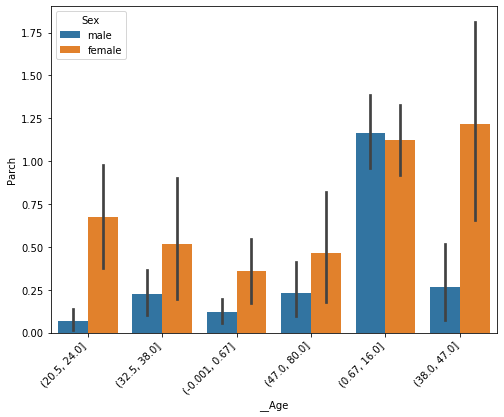 Sex
male
female
Parch
1.75
1.50
1.25
1.00
0.75
0.50
0.25
0.00
(20.5, 24.0]
(32.5, 38.0]
(-0.001, 0.67]
(47.0, 80.0]
(0.67, 16.0]
(38.0, 47.0]
__Age